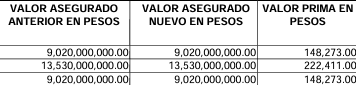 VALOR ASEGURADO VALOR ASEGURADO VALOR PRIMA EN
ANTERIOR EN PESOS NUEVO EN PESOS PESOS
9,020,000,000.00 9,020,000,000.00 148,273.00
13,530,000,000.00 13,530,000,000.00 222,411.00
9,020,000,000.00 9,020,000,000.00 148,273.00